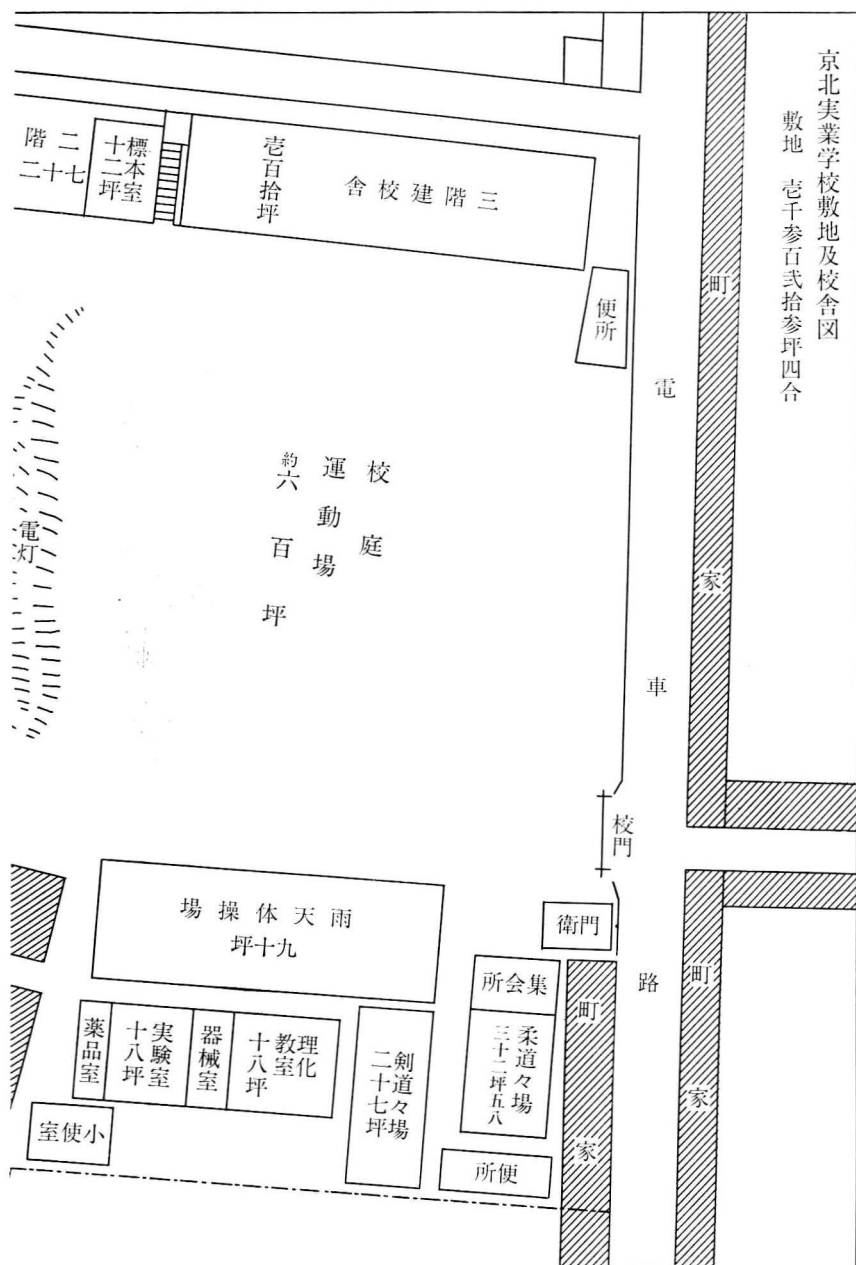 京北実業学校敷地及校舎図
敷地 壱千参百弐拾参坪四合
町
家
電
車
路
町
家
町
家
三階建校舎
壱百拾坪
標本室
十二坪
二階
二十七
便所
校庭
運動場
約六百坪
電灯
校門
衛門
雨天体操場
九十坪
集会所
柔道々場
三十二坪五八
便所
剣道々場
二十七坪
理化
教室
十八坪
器械室
実験室
十八坪
薬品室
小使室